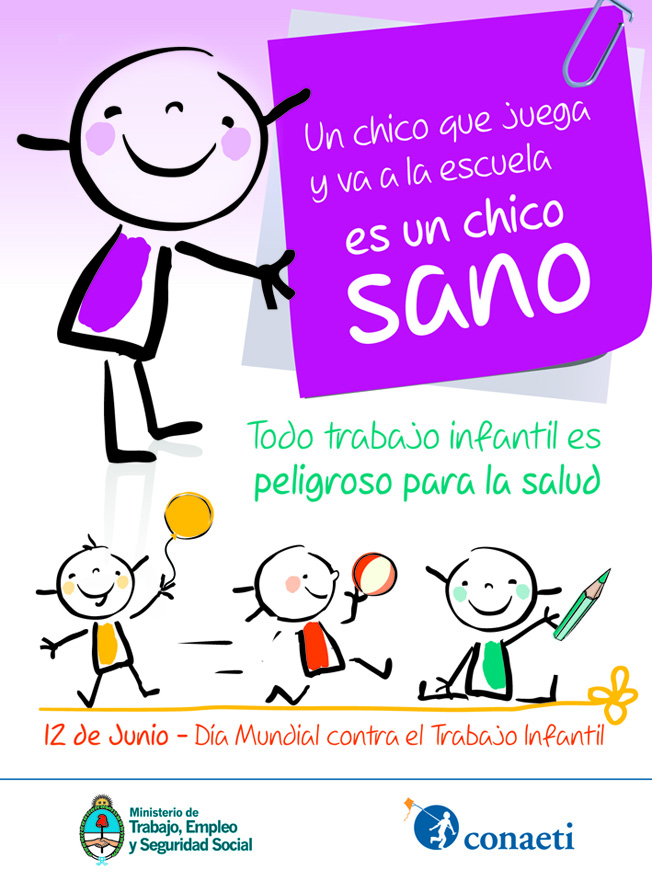 Un chico que juega
y va a la escuela
es un chico
sano
Todo trabajo infantil es
peligroso para la salud
12 de Junio - Día Mundial contra el Trabajo Infantil
Ministerio de
Trabajo, Empleo
y Seguridad Social
conaeti